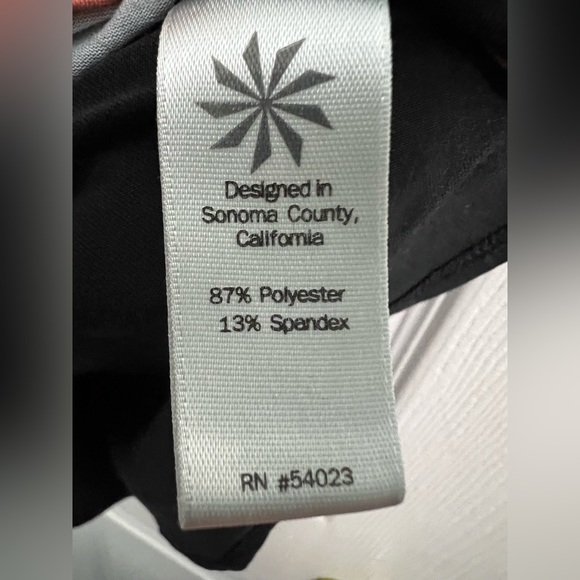 Designed in
Sonoma County,
California
87% Polyester
13% Spandex
RN #54023